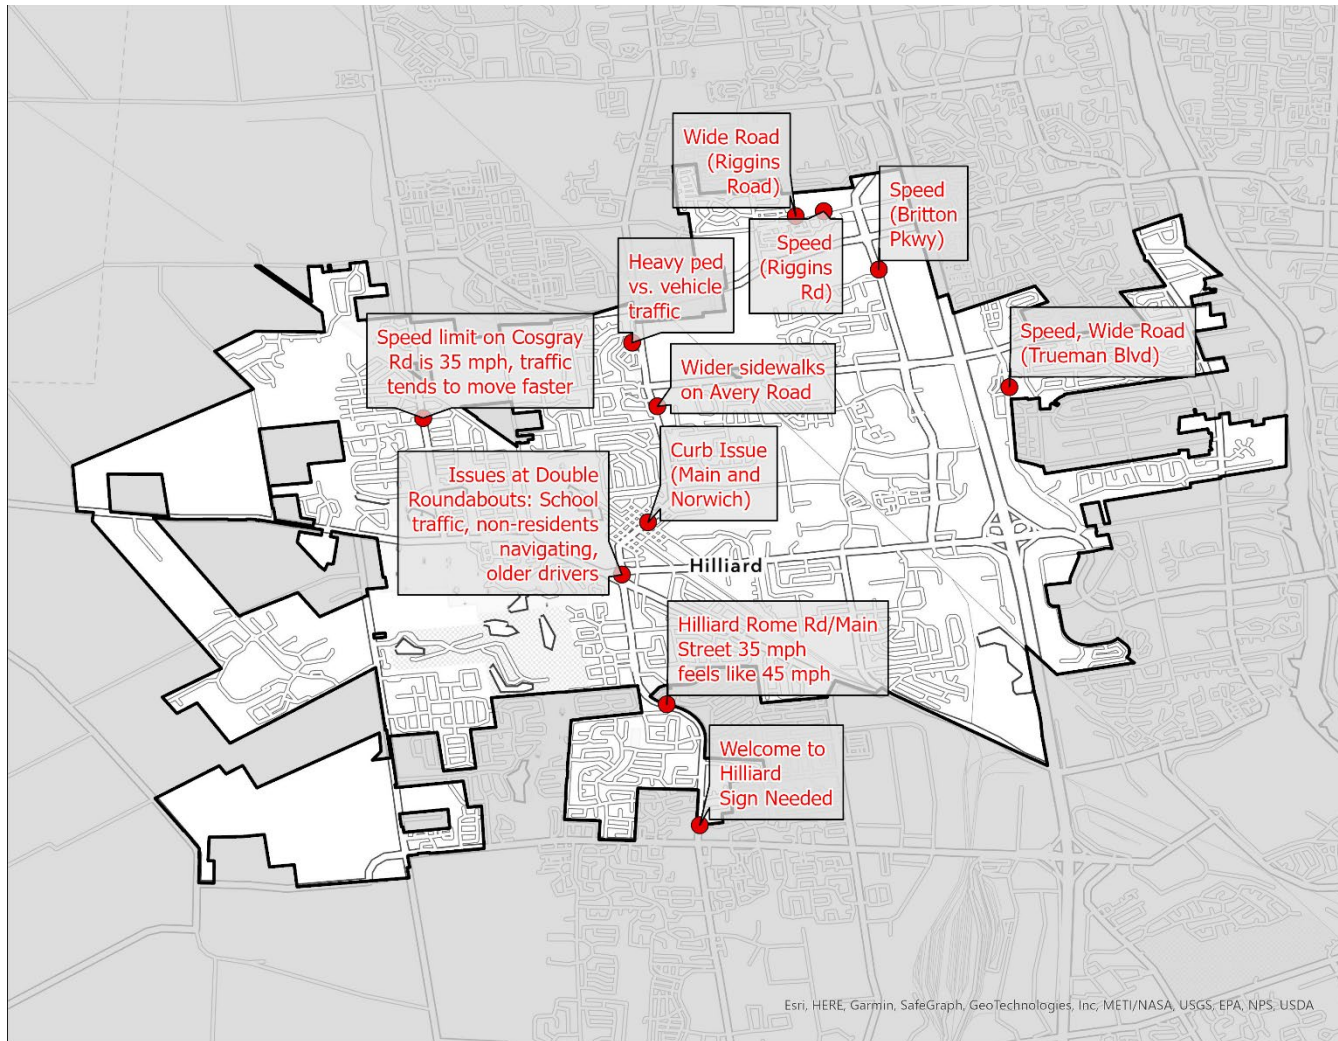 Wide Road
(Riggins
Road)
Speed
(Britton
Pkwy)
Speed
(Riggins
Rd)
Heavy ped
vs. vehicle
traffic
Speed limit on Cosgray
Rd is 35 mph, traffic
tends to move faster
Speed, Wide Road
(Trueman Blvd)
Wider sidewalks
on Avery Road
Curb Issue
(Main and
Norwich)
Issues at Double
Roundabouts: School
traffic, non-residents
navigating,
older drivers
Hilliard
Hilliard Rome Rd/Main
Street 35 mph
feels like 45 mph
Welcome to
Hilliard
Sign Needed
Esri, HERE, Garmin, SafeGraph, GeoTechnologies, Inc, METI/NASA, USGS, EPA, NPS, USDA